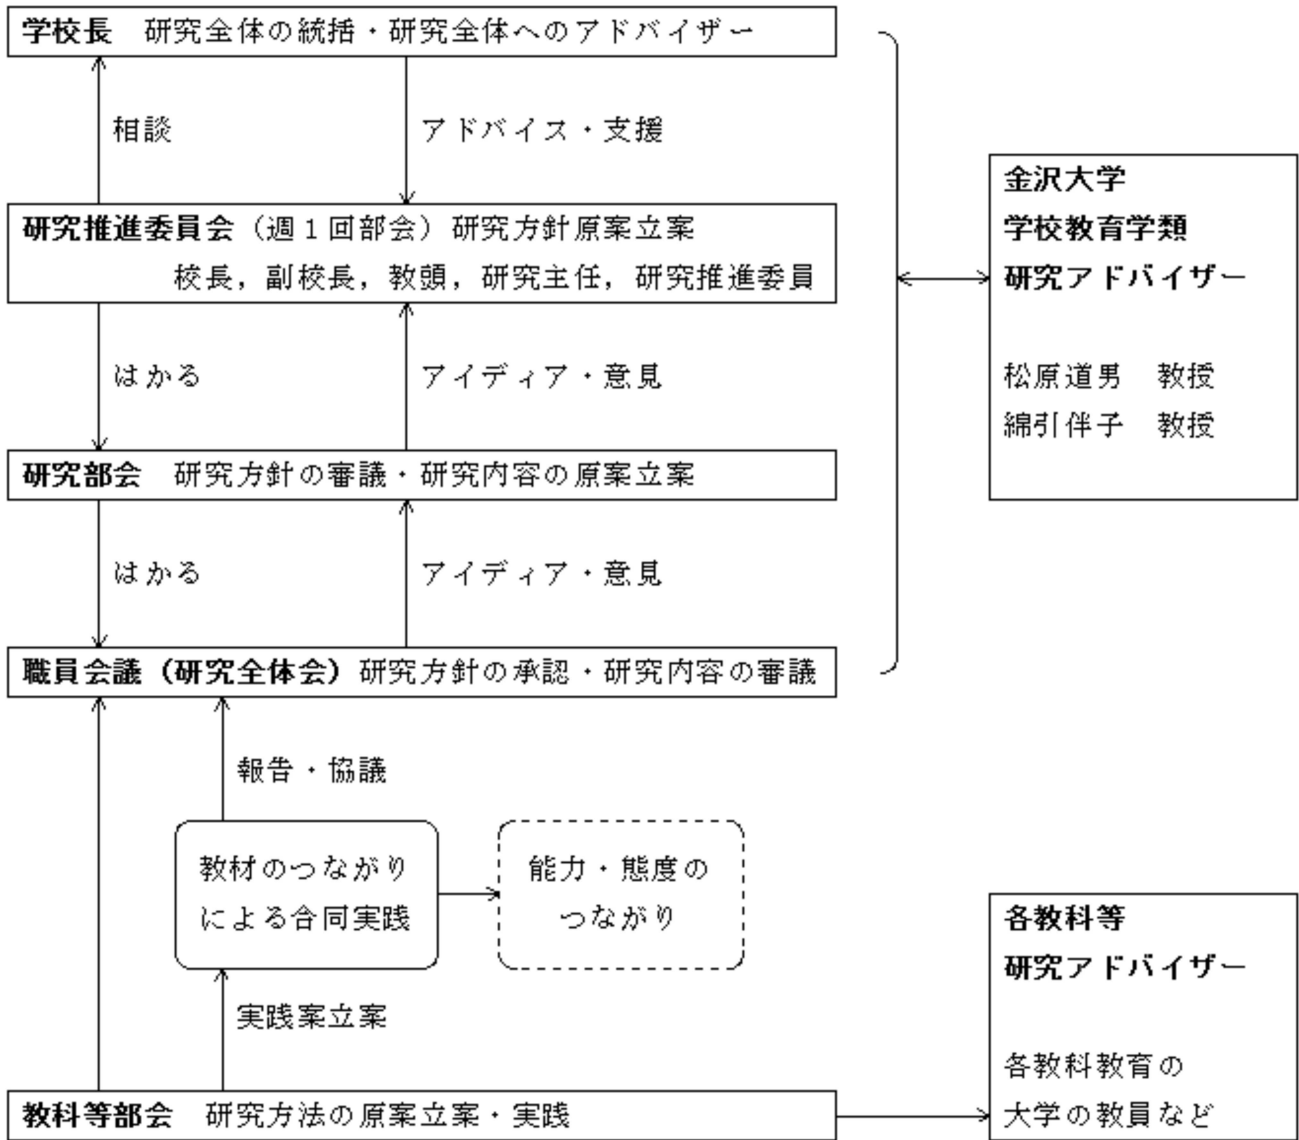 学校長　研究全体の統括・研究全体へのアドバイザー
相談
アドバイス・支援
研究推進委員会（週１回部会）研究方針原案立案
校長，副校長，教頭，研究主任，研究推進委員
はかる
アイディア・意見
研究部会　研究方針の審議・研究内容の原案立案
はかる
アイディア・意見
職員会議（研究全体会）研究方針の承認・研究内容の審議
報告・協議
教材のつながり
による合同実践
能力・態度の
つながり
実践案立案
教科等部会　研究方法の原案立案・実践
金沢大学
学校教育学類
研究アドバイザー
松原道男　教授
綿引伴子　教授
各教科等
研究アドバイザー
各教科教育の
大学の教員など